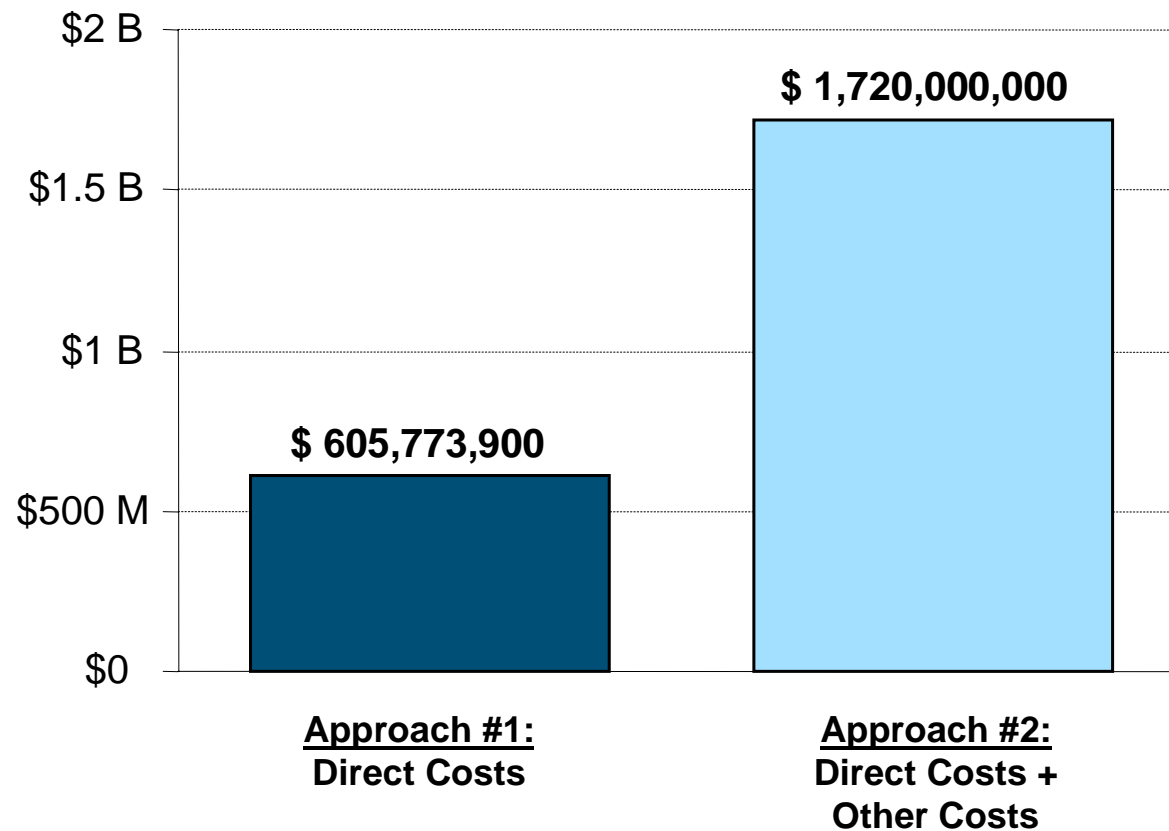 $2 B
$ 1,720,000,000
$1.5 B
$1 B
$ 605,773,900
$500 M
$0
Approach #1:
Direct Costs
Approach #2:
Direct Costs +
Other Costs